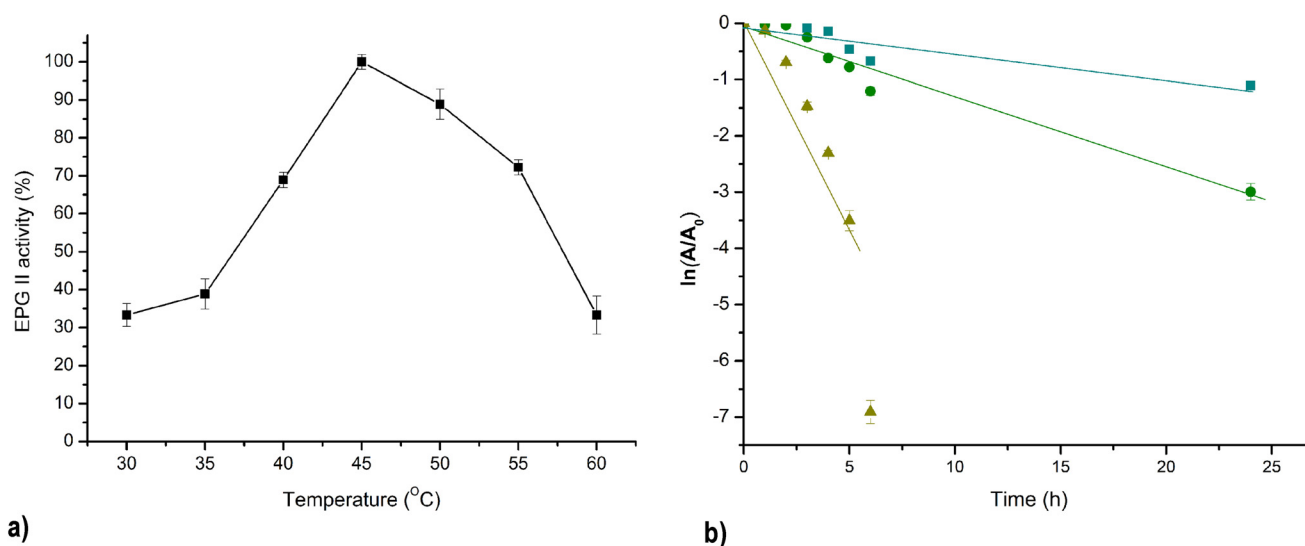 EPG II activity (%)
100
90
80
70
60
50
40
30
20
10
0
30 35 40 45 50 55 60
Temperature (°C)
a)
ln(A/A₀)
0
-1
-2
-3
-4
-5
-6
-7
0 5 10 15 20 25
Time (h)
b)